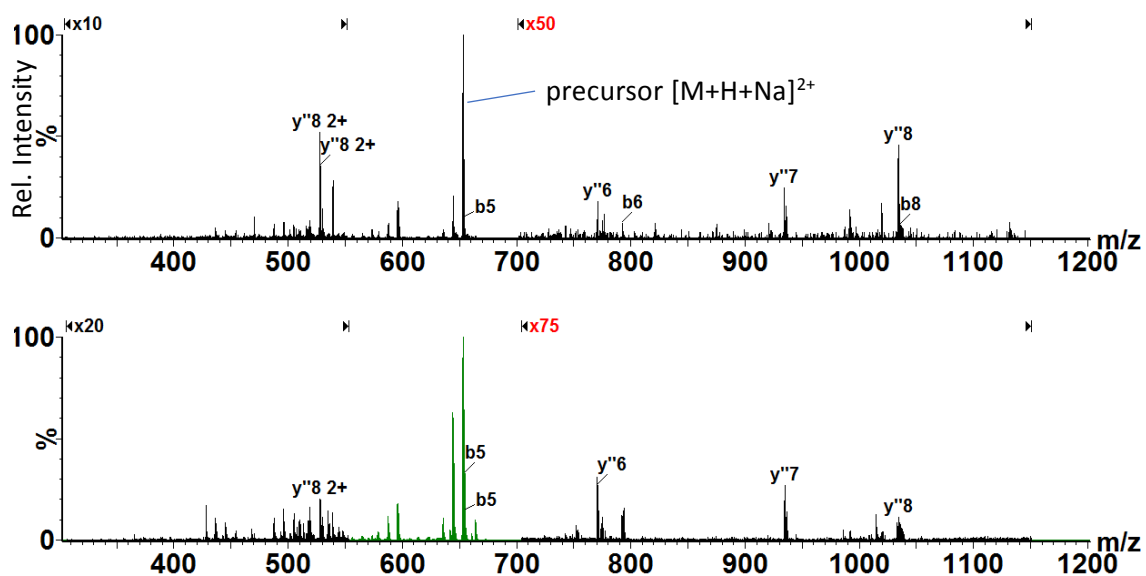 x10 x50
100
precursor [M+H+Na]²⁺
y"8 2+
y"8 2+
b5
y"6
b6
y"7
y"8
b8
Rel. Intensity
%
0
400 500 600 700 800 900 1000 1100 1200 m/z
x20 x75
100
%
y"8 2+
b5
b5
y"6
y"7
y"8
0
400 500 600 700 800 900 1000 1100 1200 m/z